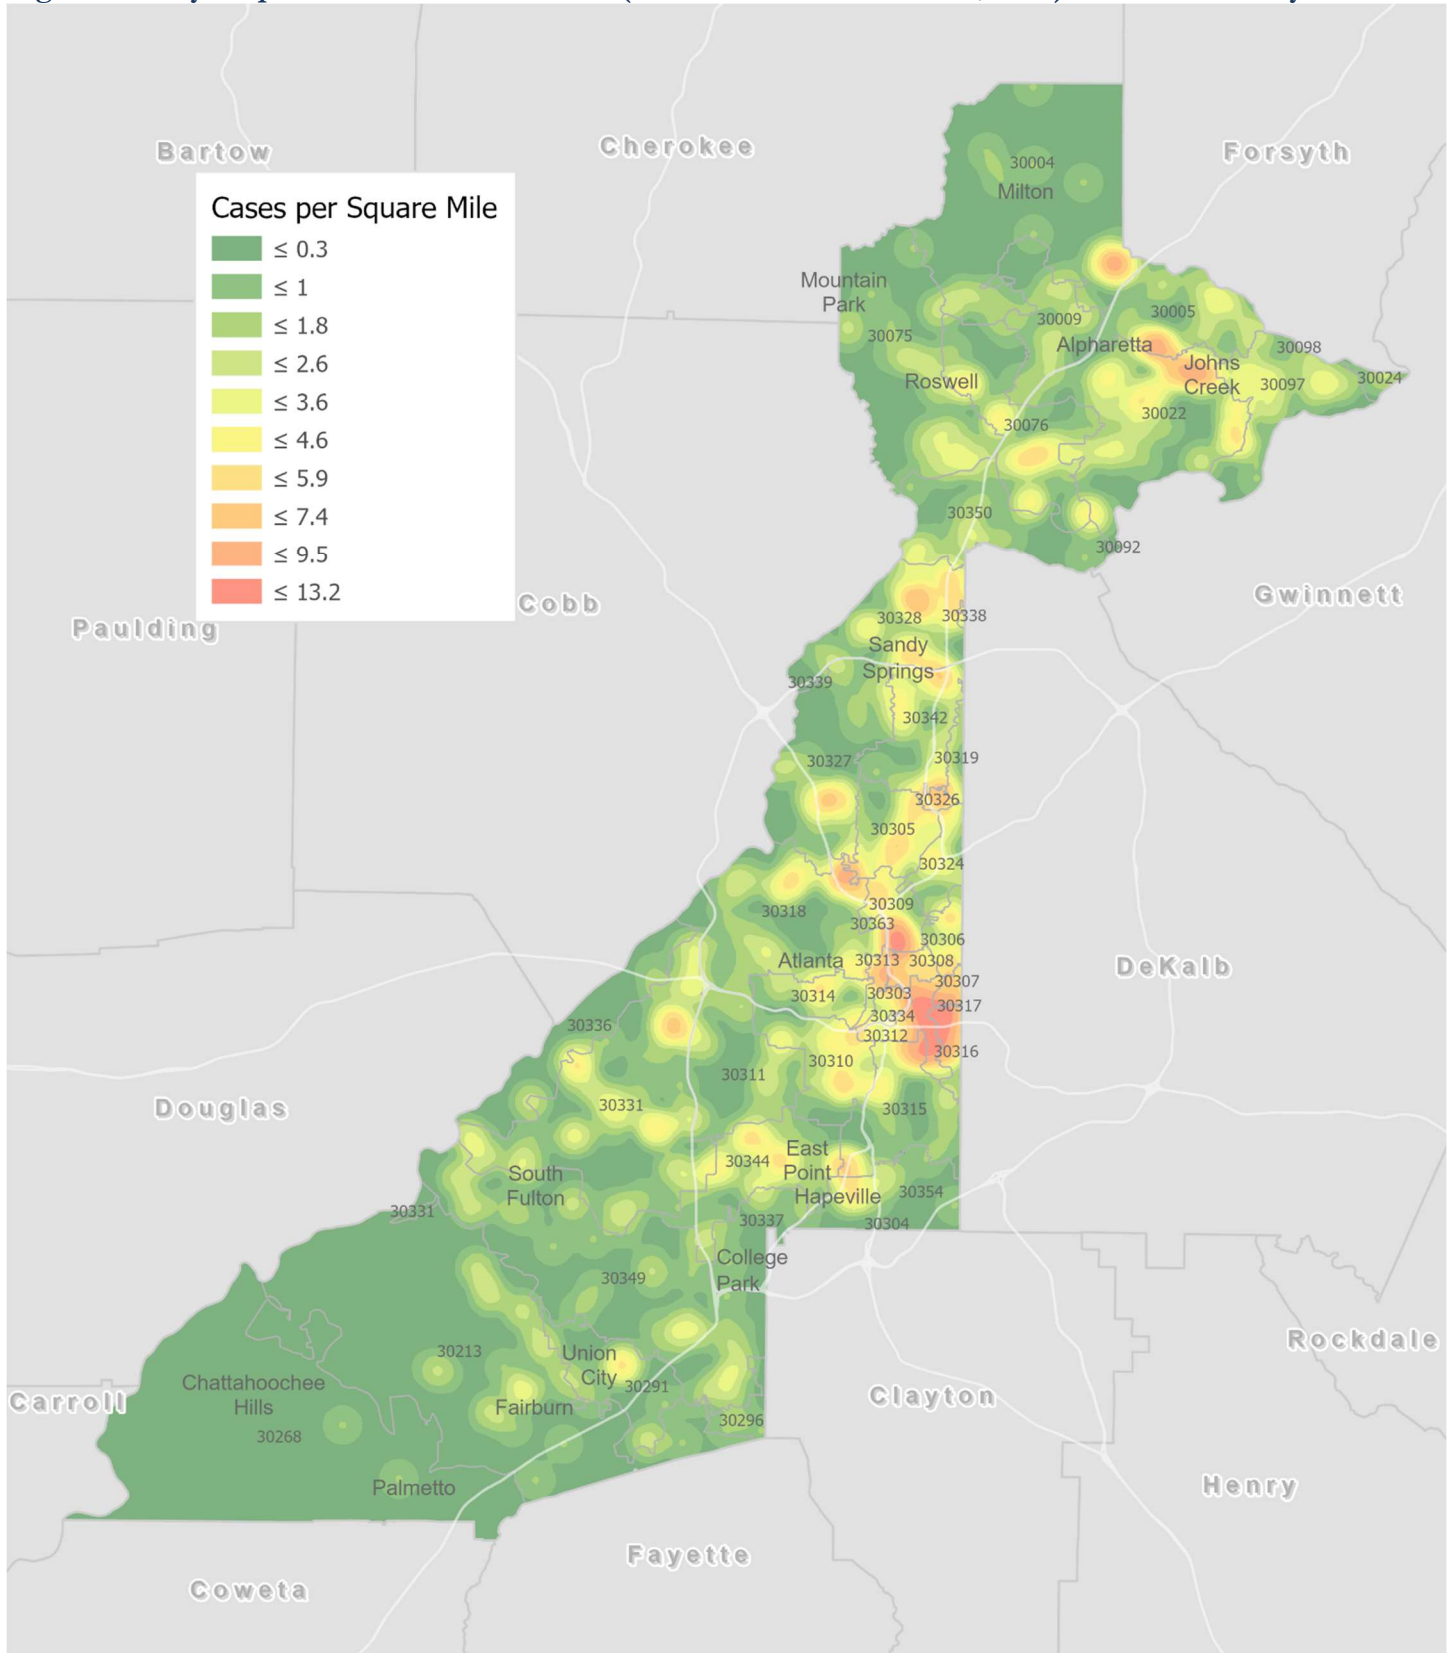 Bartow
Cherokee
Forsyth
30004
Milton
Cases per Square Mile
≤ 0.3
≤ 1
≤ 1.8
≤ 2.6
≤ 3.6
≤ 4.6
≤ 5.9
≤ 7.4
≤ 9.5
≤ 13.2
Mountain
Park
30005
30009
30075
Alpharetta
30098
Johns
Creek
30024
Roswell
30097
30022
30076
30350
30092
Cobb
Gwinnett
Paulding
30328
30338
Sandy
Springs
30339
30342
30327
30319
30326
30305
30324
30318
30309
30363
30306
Atlanta
30313
30308
DeKalb
30307
30314
30303
30317
30334
30336
30312
30316
30310
30311
Douglas
30331
30315
30344
East
Point
South
Fulton
Hapeville
30354
30331
30337
30304
College
Park
30349
Rockdale
30213
Union
City
30291
Chattahoochee
Hills
Carroll
Fairburn
Clayton
30296
30268
Palmetto
Henry
Fayette
Coweta